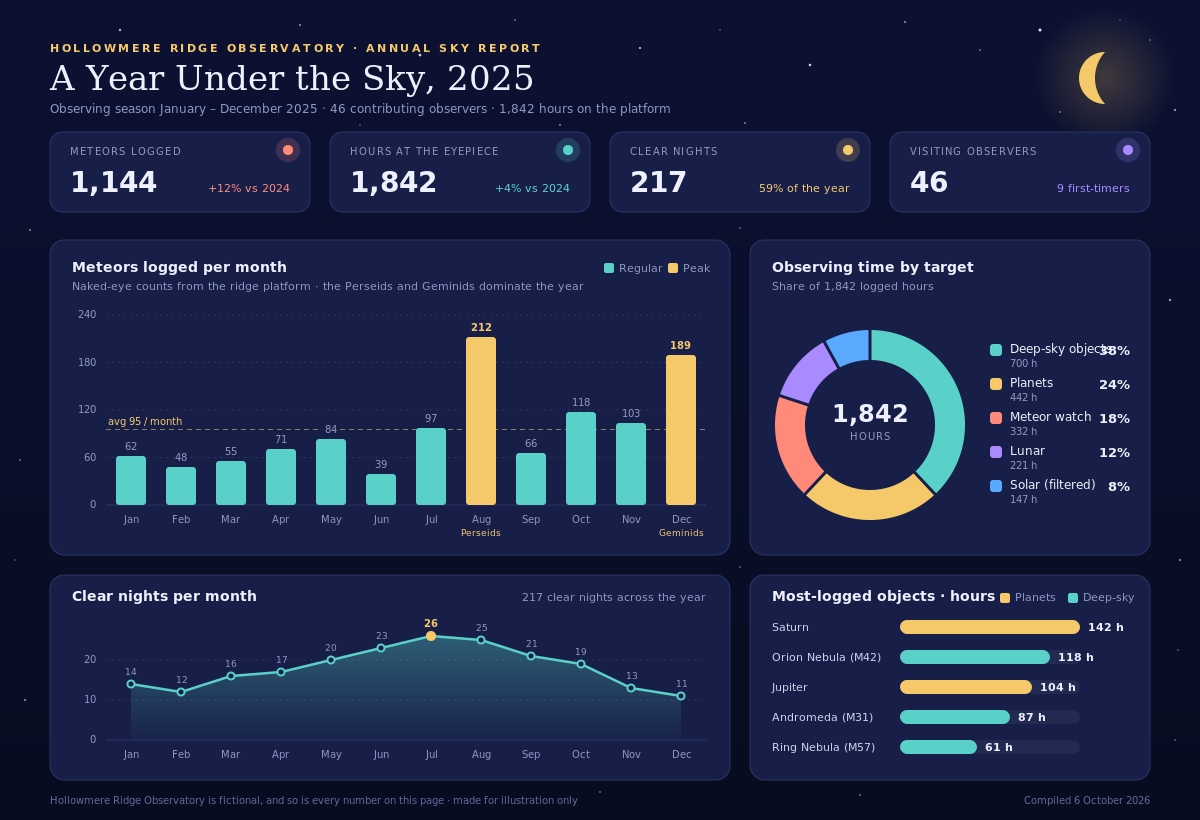 HOLLOWMERE RIDGE OBSERVATORY · ANNUAL SKY REPORT
A Year Under the Sky, 2025
Observing season January – December 2025 · 46 contributing observers · 1,842 hours on the platform
METEORS LOGGED
1,144
+12% vs 2024
HOURS AT THE EYEPIECE
1,842
+4% vs 2024
CLEAR NIGHTS
217
59% of the year
VISITING OBSERVERS
46
9 first-timers
Meteors logged per month
Regular
Peak
Naked-eye counts from the ridge platform · the Perseids and Geminids dominate the year
240
180
120
60
0
avg 95 / month
62
48
55
71
84
39
97
212
66
118
103
189
Jan
Feb
Mar
Apr
May
Jun
Jul
Aug
Sep
Oct
Nov
Dec
Perseids
Geminids
Observing time by target
Share of 1,842 logged hours
1,842
HOURS
Deep-sky objects 38%
700 h
Planets 24%
442 h
Meteor watch 18%
332 h
Lunar 12%
221 h
Solar (filtered) 8%
147 h
Clear nights per month
217 clear nights across the year
20
10
0
14
12
16
17
20
23
26
25
21
19
13
11
Jan
Feb
Mar
Apr
May
Jun
Jul
Aug
Sep
Oct
Nov
Dec
Most-logged objects · hours
Planets
Deep-sky
Saturn 142 h
Orion Nebula (M42) 118 h
Jupiter 104 h
Andromeda (M31) 87 h
Ring Nebula (M57) 61 h
Hollowmere Ridge Observatory is fictional, and so is every number on this page · made for illustration only
Compiled 6 October 2026